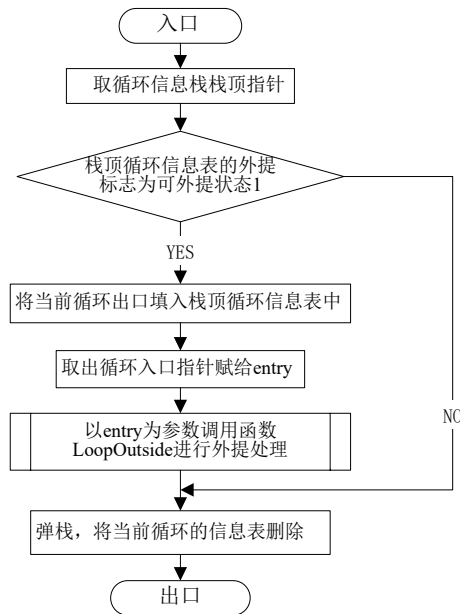 入口
取循环信息栈栈顶指针
栈顶循环信息表的外提
标志为可外提状态1
YES
将当前循环出口填入栈顶循环信息表中
取出循环入口指针赋给entry
NO
以entry为参数调用函数
LoopOutside进行外提处理
弹栈，将当前循环的信息表删除
出口